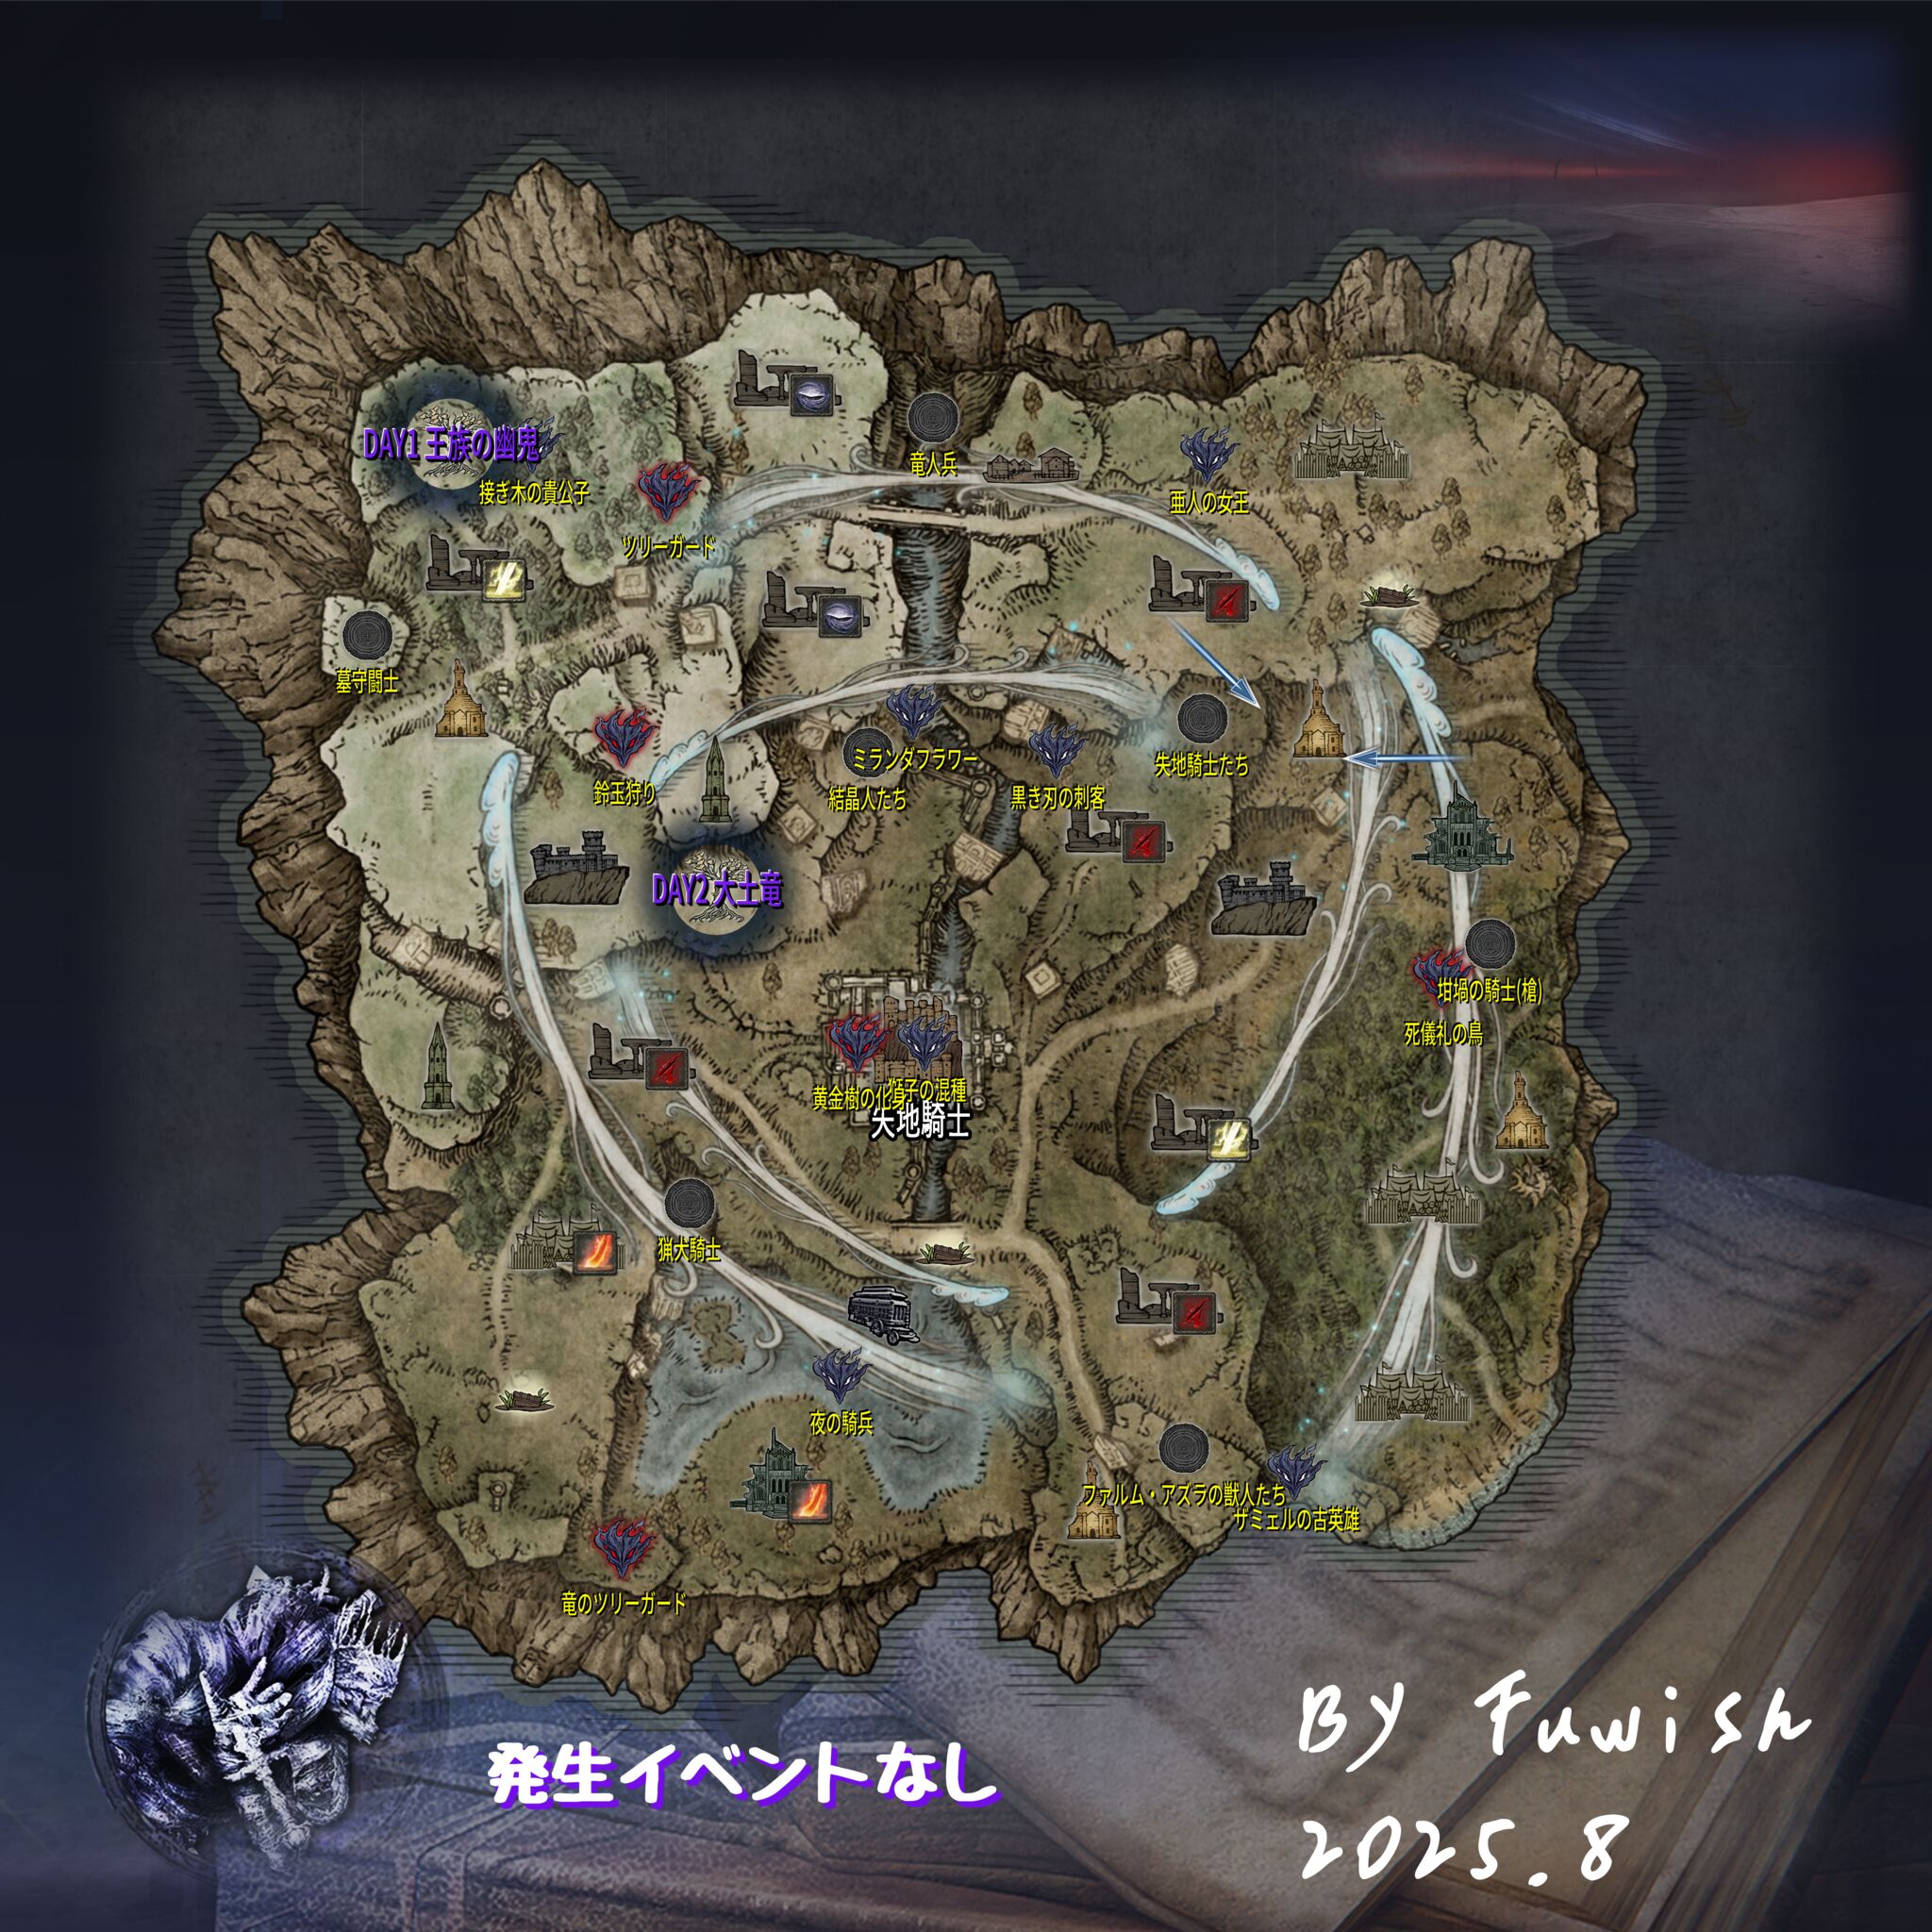 DAY1 王族の幽鬼
竜人兵
接ぎ木の貴公子
亜人の女王
ツリーガード
墓守闘士
ミランダフラワー
失地騎士たち
鈴玉狩り
結晶人たち
黒き刃の刺客
DAY2 大土竜
坩堝の騎士(槍)
死儀礼の鳥
黄金樹の化身
獅子の混種
失地騎士
猟犬騎士
夜の騎兵
ファルム・アズラの獣人たち
ザミェルの古英雄
竜のツリーガード
発生イベントなし
BY Fuwish
2025.8